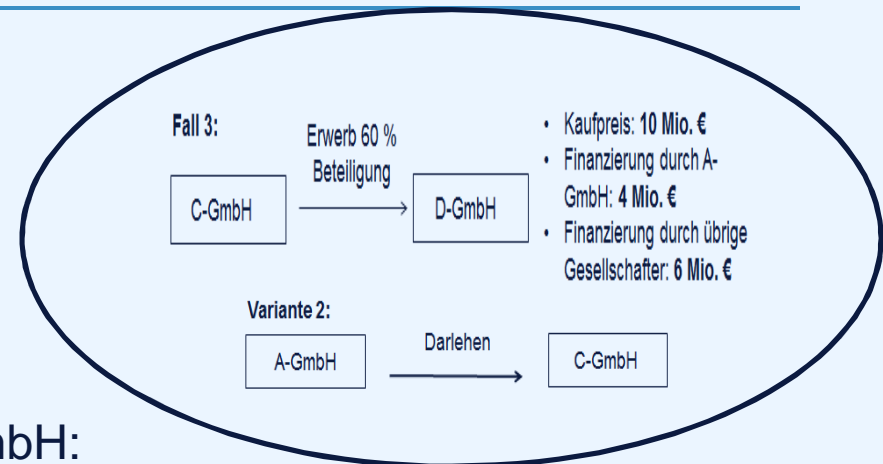 Fall 3:
Erwerb 60 %
Beteiligung
C-GmbH
D-GmbH
• Kaufpreis: 10 Mio. €
• Finanzierung durch A-
GmbH: 4 Mio. €
• Finanzierung durch übrige
Gesellschafter: 6 Mio. €
Variante 2:
A-GmbH
Darlehen
C-GmbH
nbH: